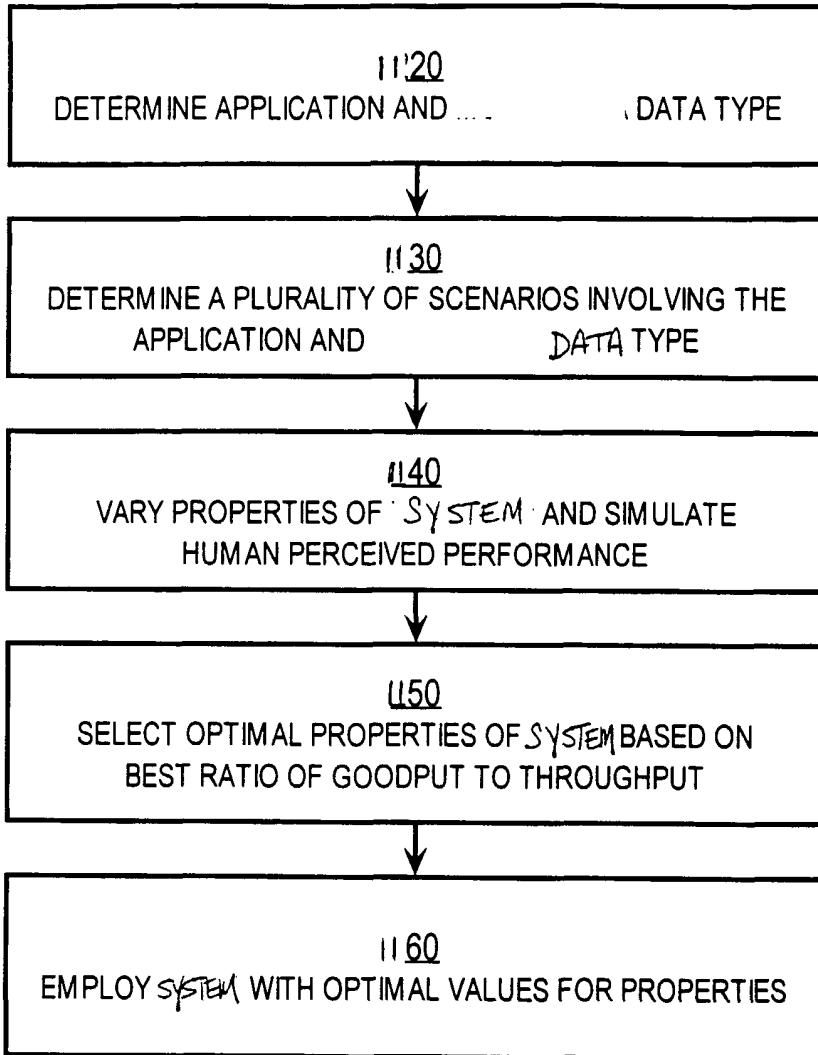 1120
DETERMINE APPLICATION AND DATA TYPE
1130
DETERMINE A PLURALITY OF SCENARIOS INVOLVING THE
APPLICATION AND DATA TYPE
1140
VARY PROPERTIES OF SYSTEM AND SIMULATE
HUMAN PERCEIVED PERFORMANCE
1150
SELECT OPTIMAL PROPERTIES OF SYSTEM BASED ON
BEST RATIO OF GOODPUT TO THROUGHPUT
1160
EMPLOY SYSTEM WITH OPTIMAL VALUES FOR PROPERTIES